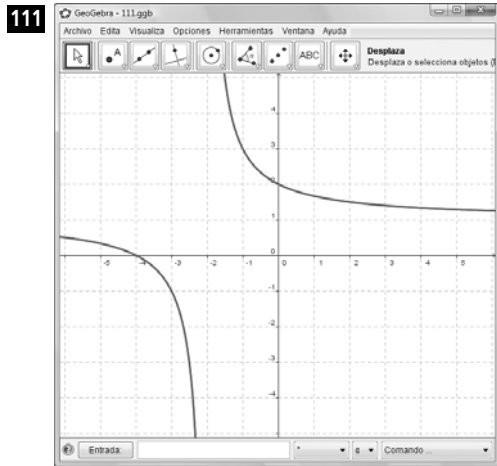 111
GeoGebra - 111.ggb
Archivo Edita Visualiza Opciones Herramientas Ventana Ayuda
A ABC Desplaza
Desplaza o selecciona objetos (
4
3
2
1
0
-5 -4 -3 -2 -1 0 1 2 3 4 5
-1
-2
-3
-4
Entrada: Comando ...